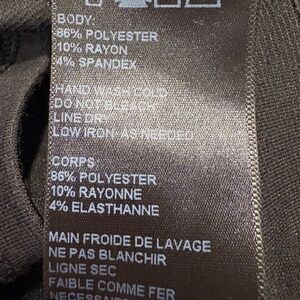 BODY:
86% POLYESTER
10% RAYON
4% SPANDEX
HAND WASH COLD
DO NOT BLEACH
LINE DRY
LOW IRON-AS NEEDED
CORPS:
86% POLYESTER
10% RAYONNE
4% ELASTHANNE
MAIN FROIDE DE LAVAGE
NE PAS BLANCHIR
LIGNE SEC
FAIBLE COMME FER
NECESSAIRE